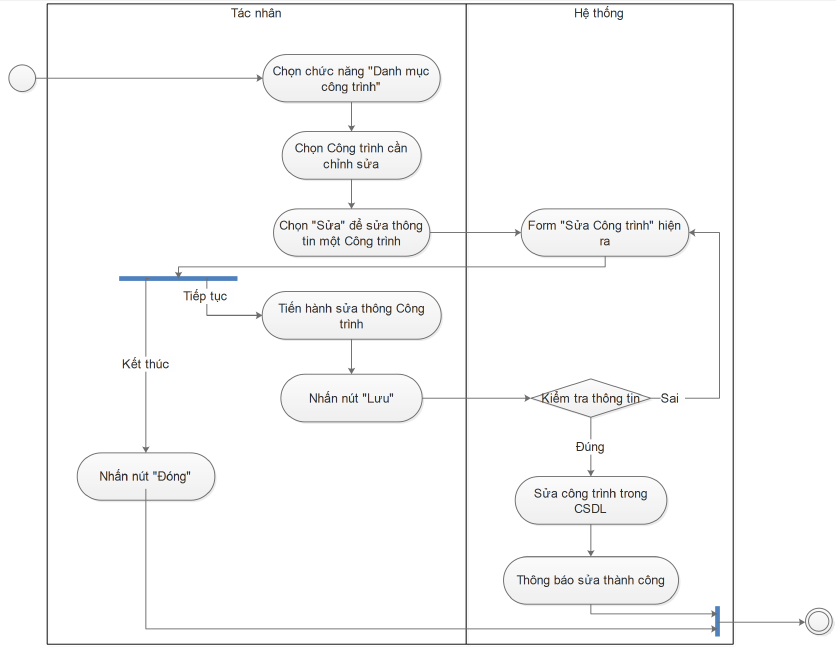 Tác nhân
Hệ thống
Chọn chức năng "Danh mục
công trình"
Chọn Công trình cần
chỉnh sửa
Chọn "Sửa" để sửa thông
tin một Công trình
Form "Sửa Công trình" hiện
ra
Tiếp tục
Tiến hành sửa thông Công
trình
Kết thúc
Nhấn nút "Lưu"
Kiểm tra thông tin
Sai
Đúng
Nhấn nút "Đóng"
Sửa công trình trong
CSDL
Thông báo sửa thành công